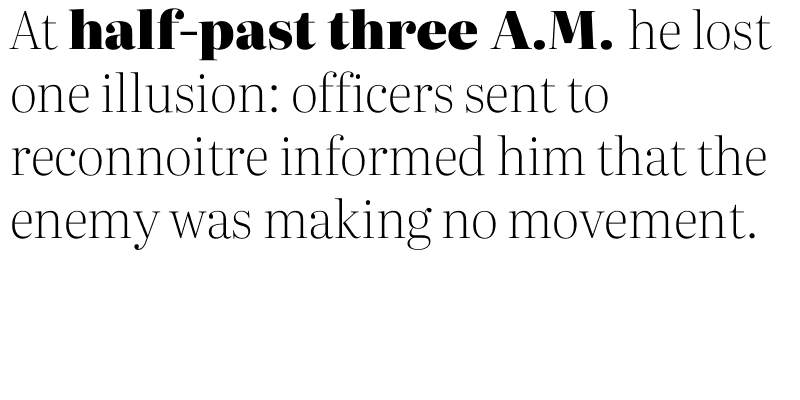 At half-past three A.M. he lost
one illusion: officers sent to
reconnoitre informed him that the
enemy was making no movement.